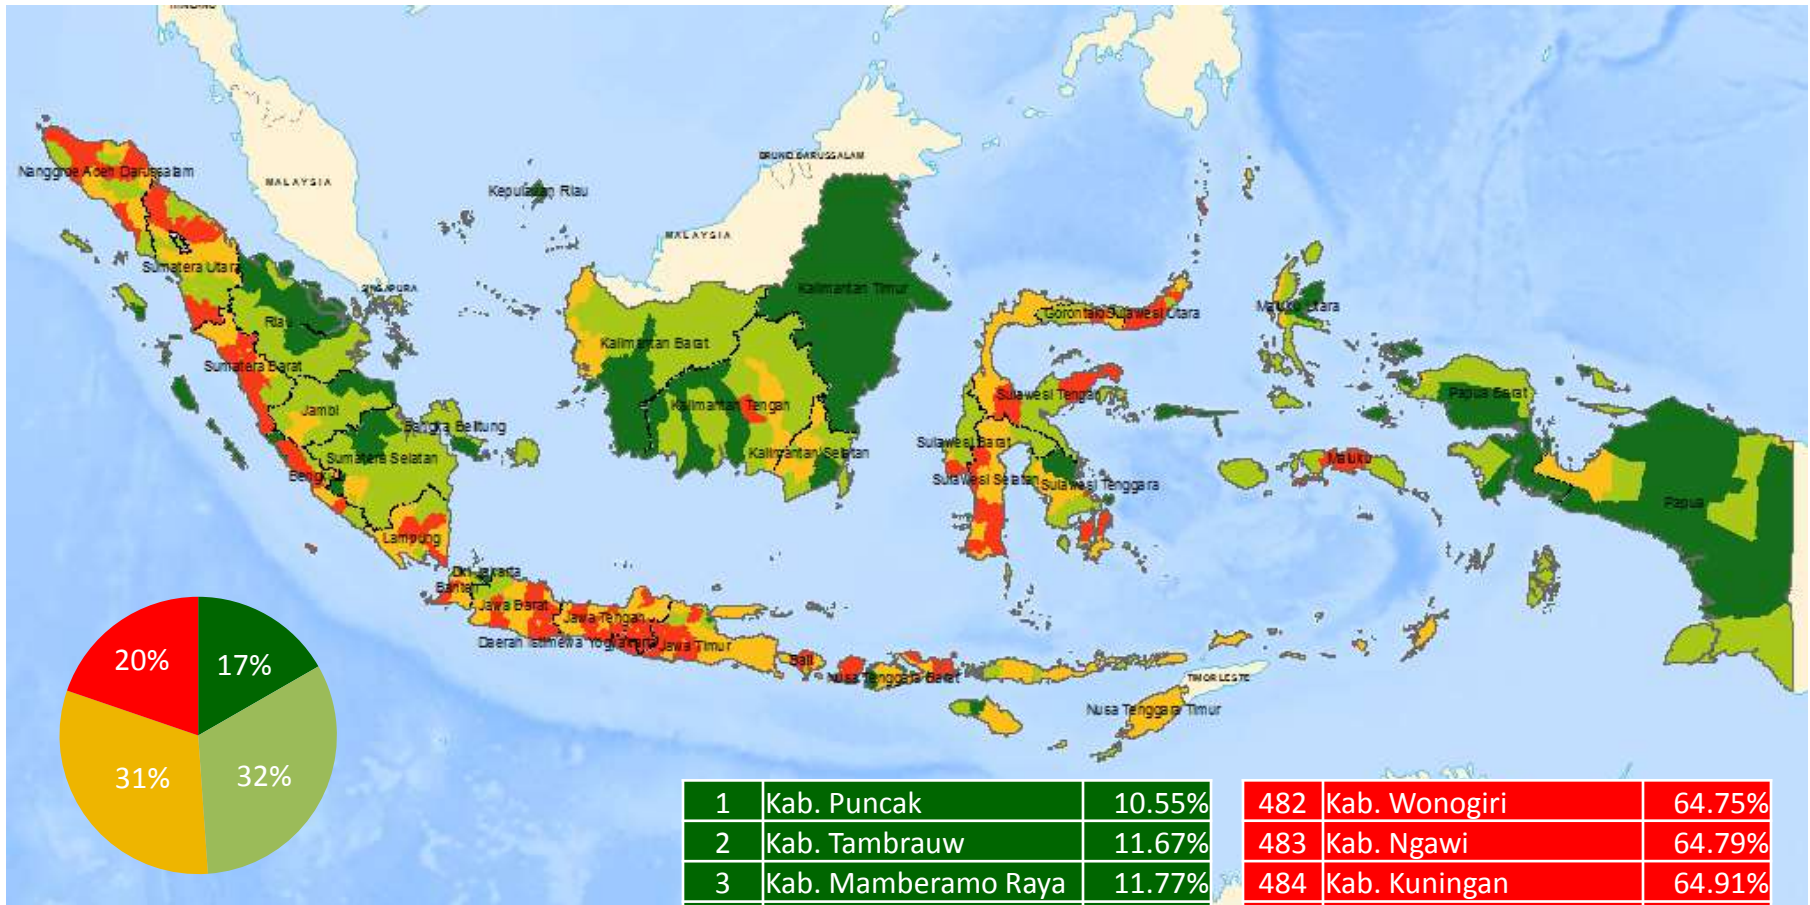 BRUNEI DARUSSALAM
Nanggroe Aceh Darussalam
MALAYSIA
Kepulauan Riau
MALAYSIA
Sumatera Utara
SINGAPURA
Kalimantan Timur
Riau
Gorontalo
Sulawesi Utara
Maluku Utara
Kalimantan Barat
Sumatera Barat
Sulawesi Tengah
Papua Barat
Jambi
Kalimantan Tengah
Bangka Belitung
Sulawesi Barat
Sumatera Selatan
Kalimantan Selatan
Maluku
Bengkulu
Sulawesi Selatan
Sulawesi Tenggara
Papua
Lampung
DKI Jakarta
Banten
Jawa Barat
Jawa Tengah
Daerah Istimewa Yogyakarta
Jawa Timur
Bali
Nusa Tenggara Barat
TIMOR LESTE
Nusa Tenggara Timur
20%
17%
31%
32%
1 Kab. Puncak 10.55%
2 Kab. Tambrauw 11.67%
3 Kab. Mamberamo Raya 11.77%
482 Kab. Wonogiri 64.75%
483 Kab. Ngawi 64.79%
484 Kab. Kuningan 64.91%